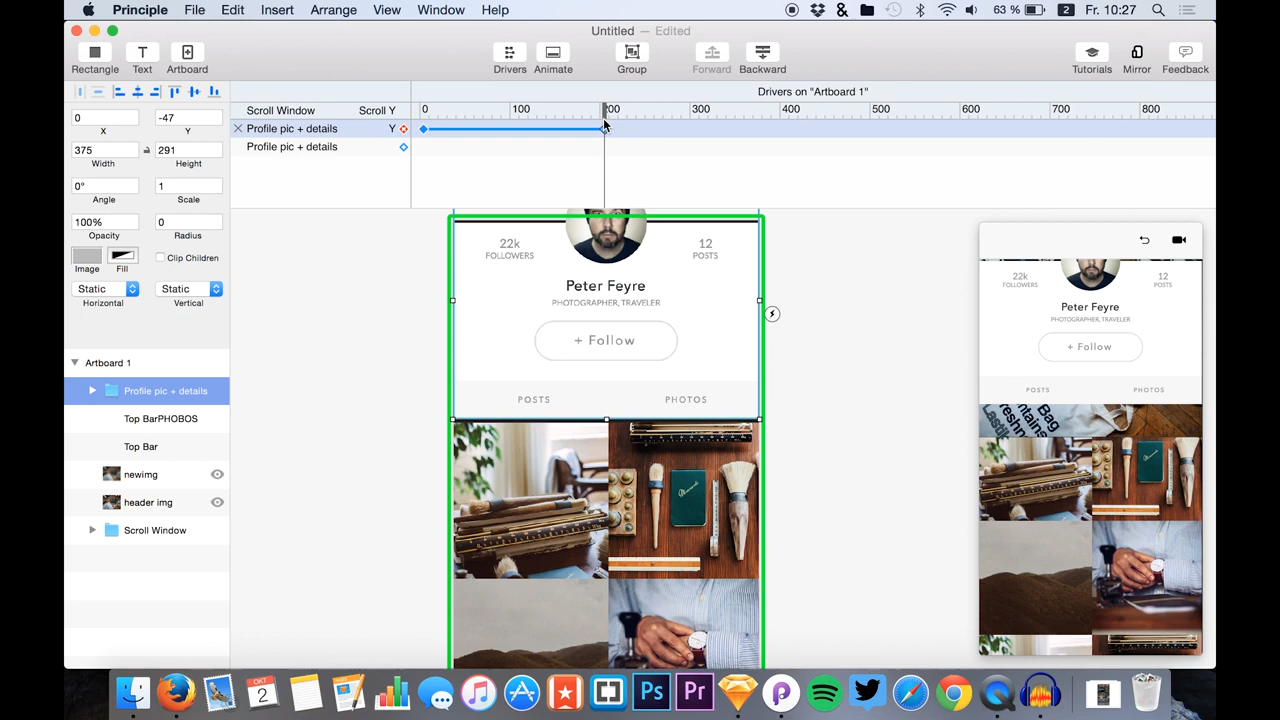 Principle File Edit Insert Arrange View Window Help 63 % 2 Fr. 10:27
Untitled — Edited
Rectangle Text Artboard Drivers Animate Group Forward Backward Tutorials Mirror Feedback
Drivers on "Artboard 1"
Scroll Window Scroll Y 0 100 200 300 400 500 600 700 800
Profile pic + details Y
Profile pic + details
0 -47
X Y
375 291
Width Height
0° 1
Angle Scale
100% 0
Opacity Radius
Clip Children
Image Fill
Static Static
Horizontal Vertical
Artboard 1
Profile pic + details
Top BarPHOBOS
Top Bar
newimg
header img
Scroll Window
22k 12
FOLLOWERS POSTS
Peter Feyre
PHOTOGRAPHER, TRAVELER
+ Follow
POSTS PHOTOS
22k 12
FOLLOWERS POSTS
Peter Feyre
PHOTOGRAPHER, TRAVELER
+ Follow
POSTS PHOTOS
Bag
OKT
2
Ps Pr